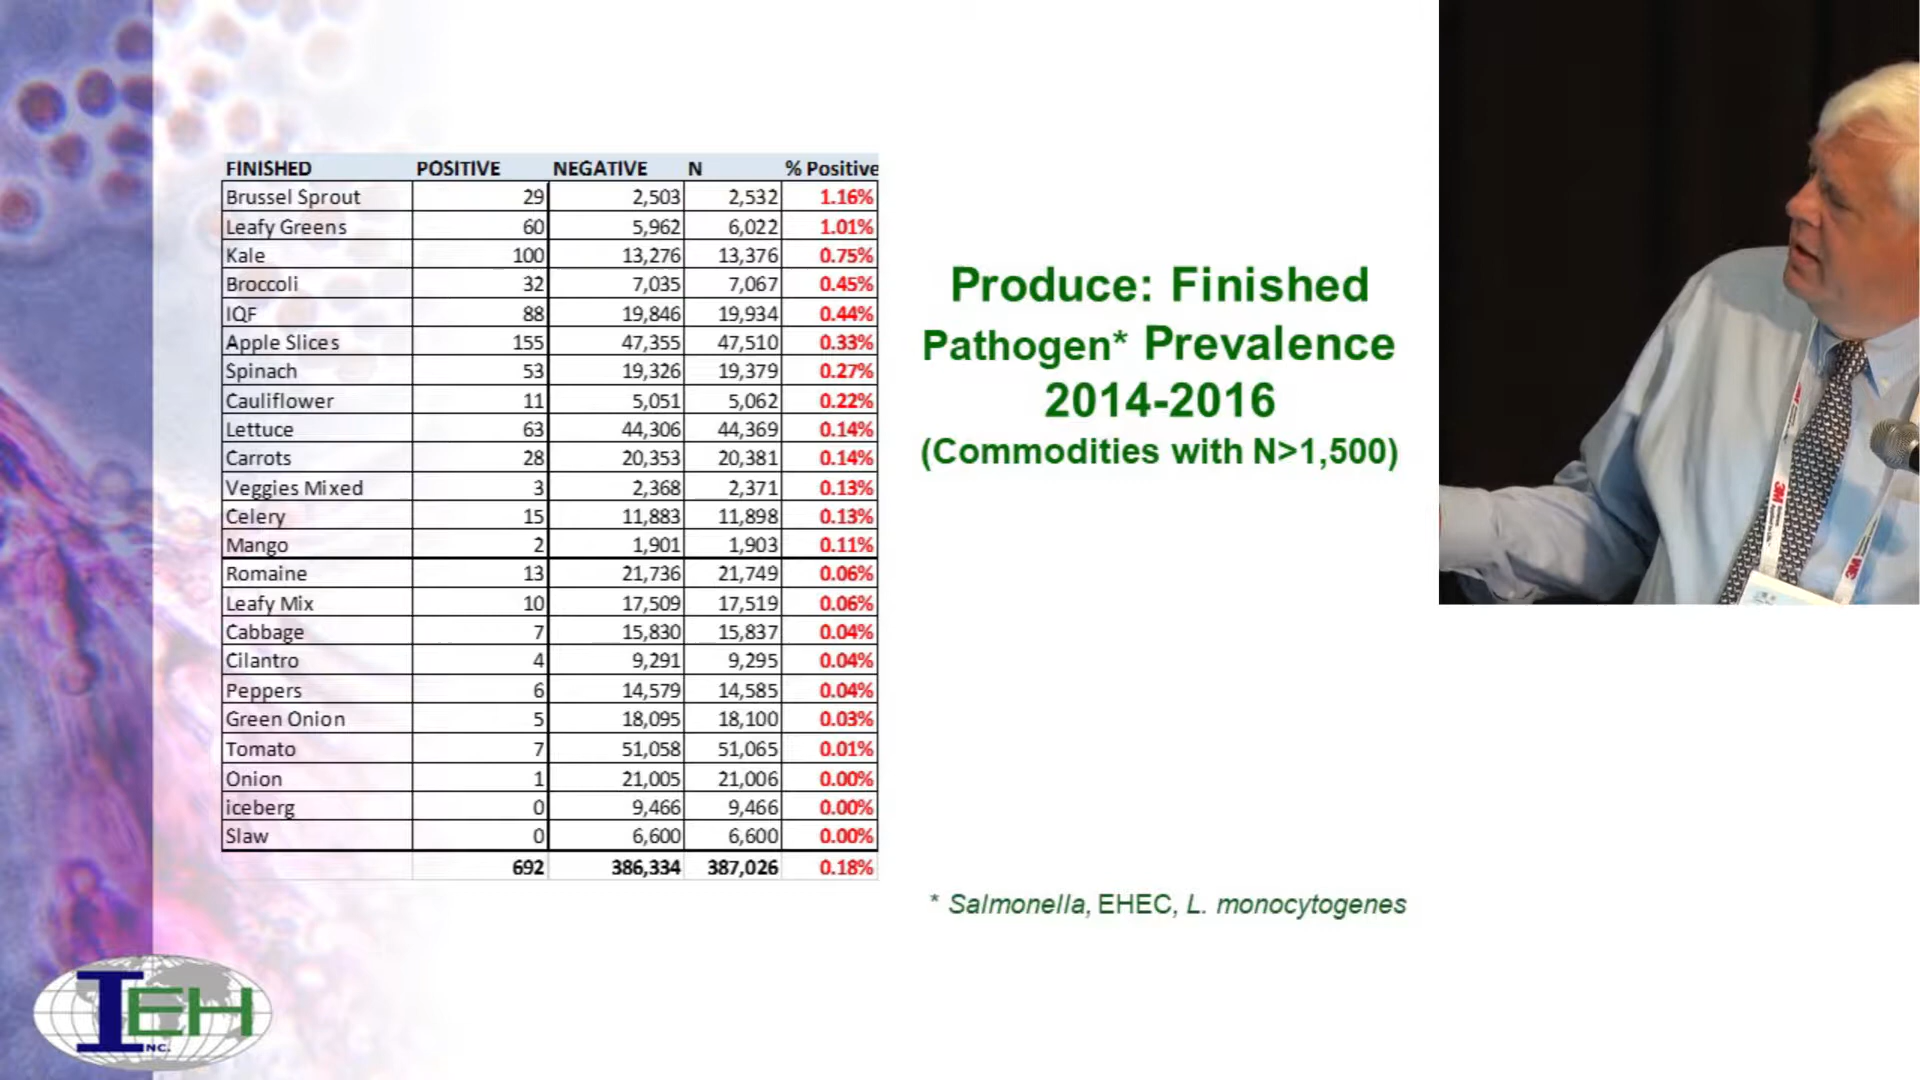 FINISHED POSITIVE NEGATIVE N % Positive
Brussel Sprout 29 2,503 2,532 1.16%
Leafy Greens 60 5,962 6,022 1.01%
Kale 100 13,276 13,376 0.75%
Broccoli 32 7,035 7,067 0.45%
IQF 88 19,846 19,934 0.44%
Apple Slices 155 47,355 47,510 0.33%
Spinach 53 19,326 19,379 0.27%
Cauliflower 11 5,051 5,062 0.22%
Lettuce 63 44,306 44,369 0.14%
Carrots 28 20,353 20,381 0.14%
Veggies Mixed 3 2,368 2,371 0.13%
Celery 15 11,883 11,898 0.13%
Mango 2 1,901 1,903 0.11%
Romaine 13 21,736 21,749 0.06%
Leafy Mix 10 17,509 17,519 0.06%
Cabbage 7 15,830 15,837 0.04%
Cilantro 4 9,291 9,295 0.04%
Peppers 6 14,579 14,585 0.04%
Green Onion 5 18,095 18,100 0.03%
Tomato 7 51,058 51,065 0.01%
Onion 1 21,005 21,006 0.00%
iceberg 0 9,466 9,466 0.00%
Slaw 0 6,600 6,600 0.00%
692 386,334 387,026 0.18%
Produce: Finished
Pathogen* Prevalence
2014-2016
(Commodities with N>1,500)
* Salmonella, EHEC, L. monocytogenes
IEH
INC.
3M
3M